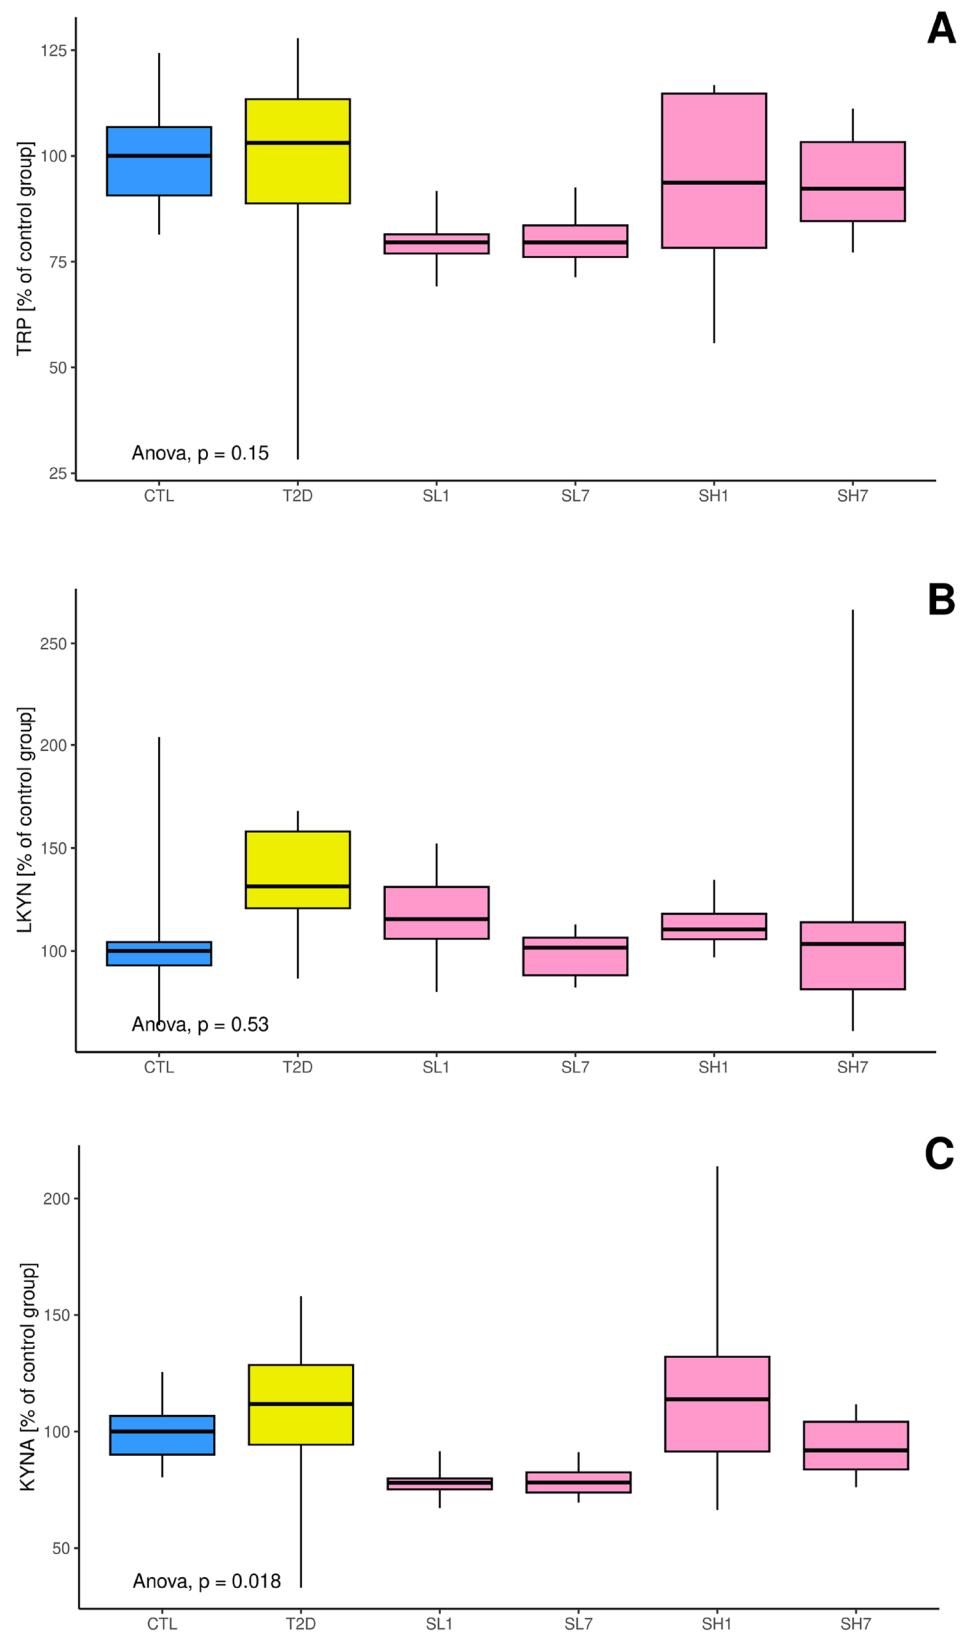 A
TRP [% of control group]
125
100
75
50
25
Anova, p = 0.15
CTL T2D SL1 SL7 SH1 SH7
B
LKYN [% of control group]
250
200
150
100
Anova, p = 0.53
CTL T2D SL1 SL7 SH1 SH7
C
KYNA [% of control group]
200
150
100
50
Anova, p = 0.018
CTL T2D SL1 SL7 SH1 SH7